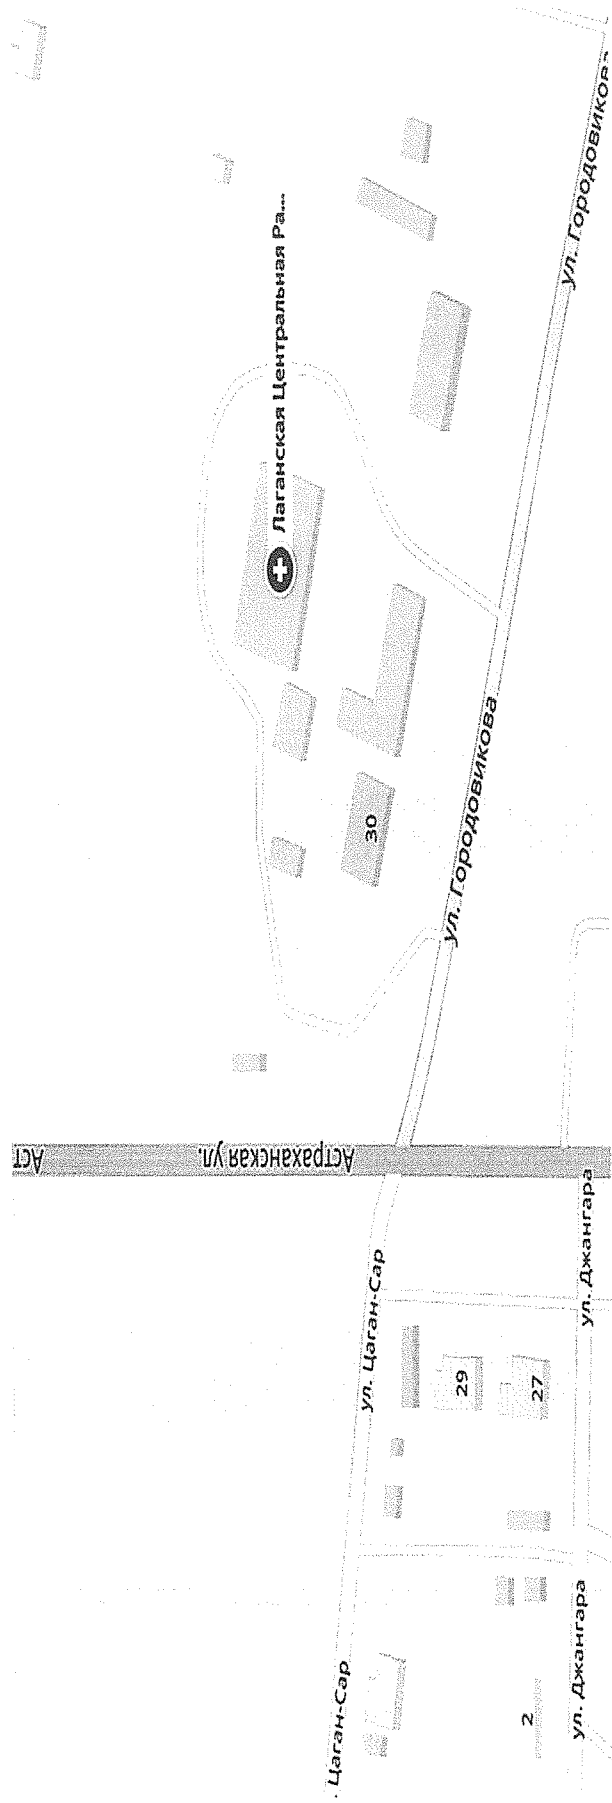 Лаганская Центральная Ра...
ул. Городовикова
ул. Городовикова
30
Аст
Астраханская ул.
ул. Цаган-Сар
. Цаган-Сар
29
27
2
ул. Джангара
ул. Джангара